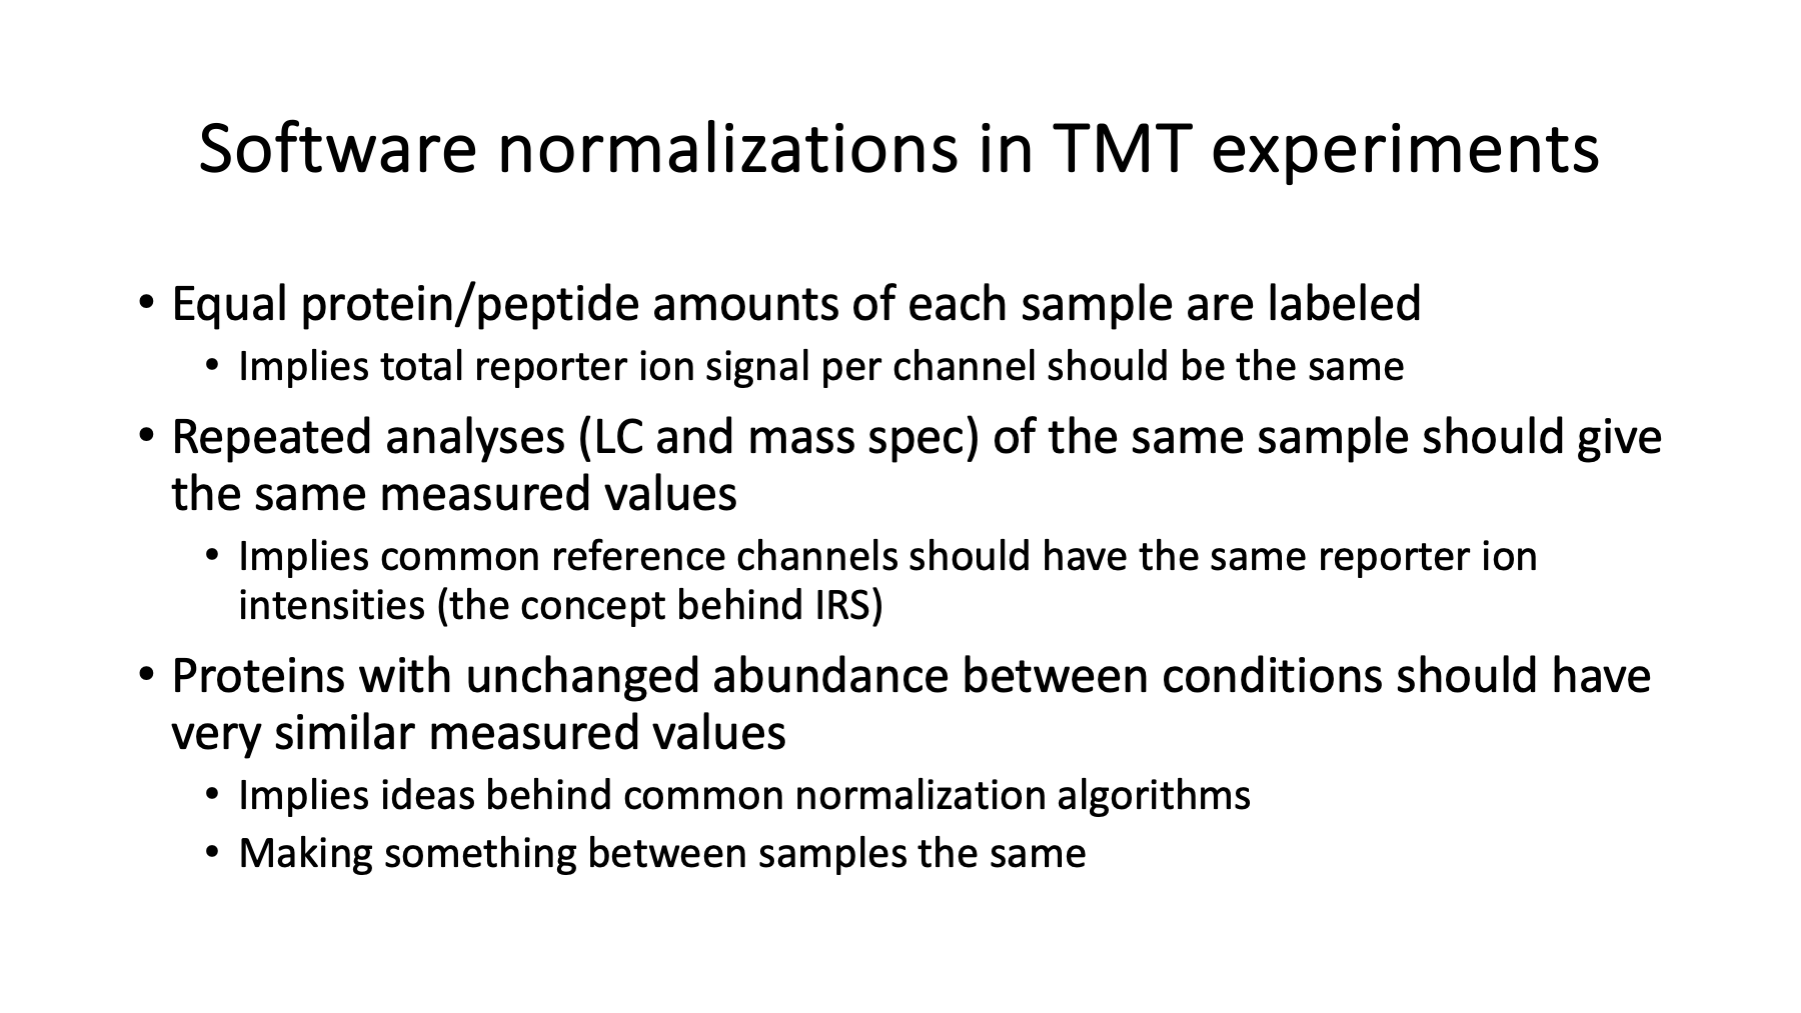 Software normalizations in TMT experiments
• Equal protein/peptide amounts of each sample are labeled
• Implies total reporter ion signal per channel should be the same
• Repeated analyses (LC and mass spec) of the same sample should give
the same measured values
• Implies common reference channels should have the same reporter ion
intensities (the concept behind IRS)
• Proteins with unchanged abundance between conditions should have
very similar measured values
• Implies ideas behind common normalization algorithms
• Making something between samples the same